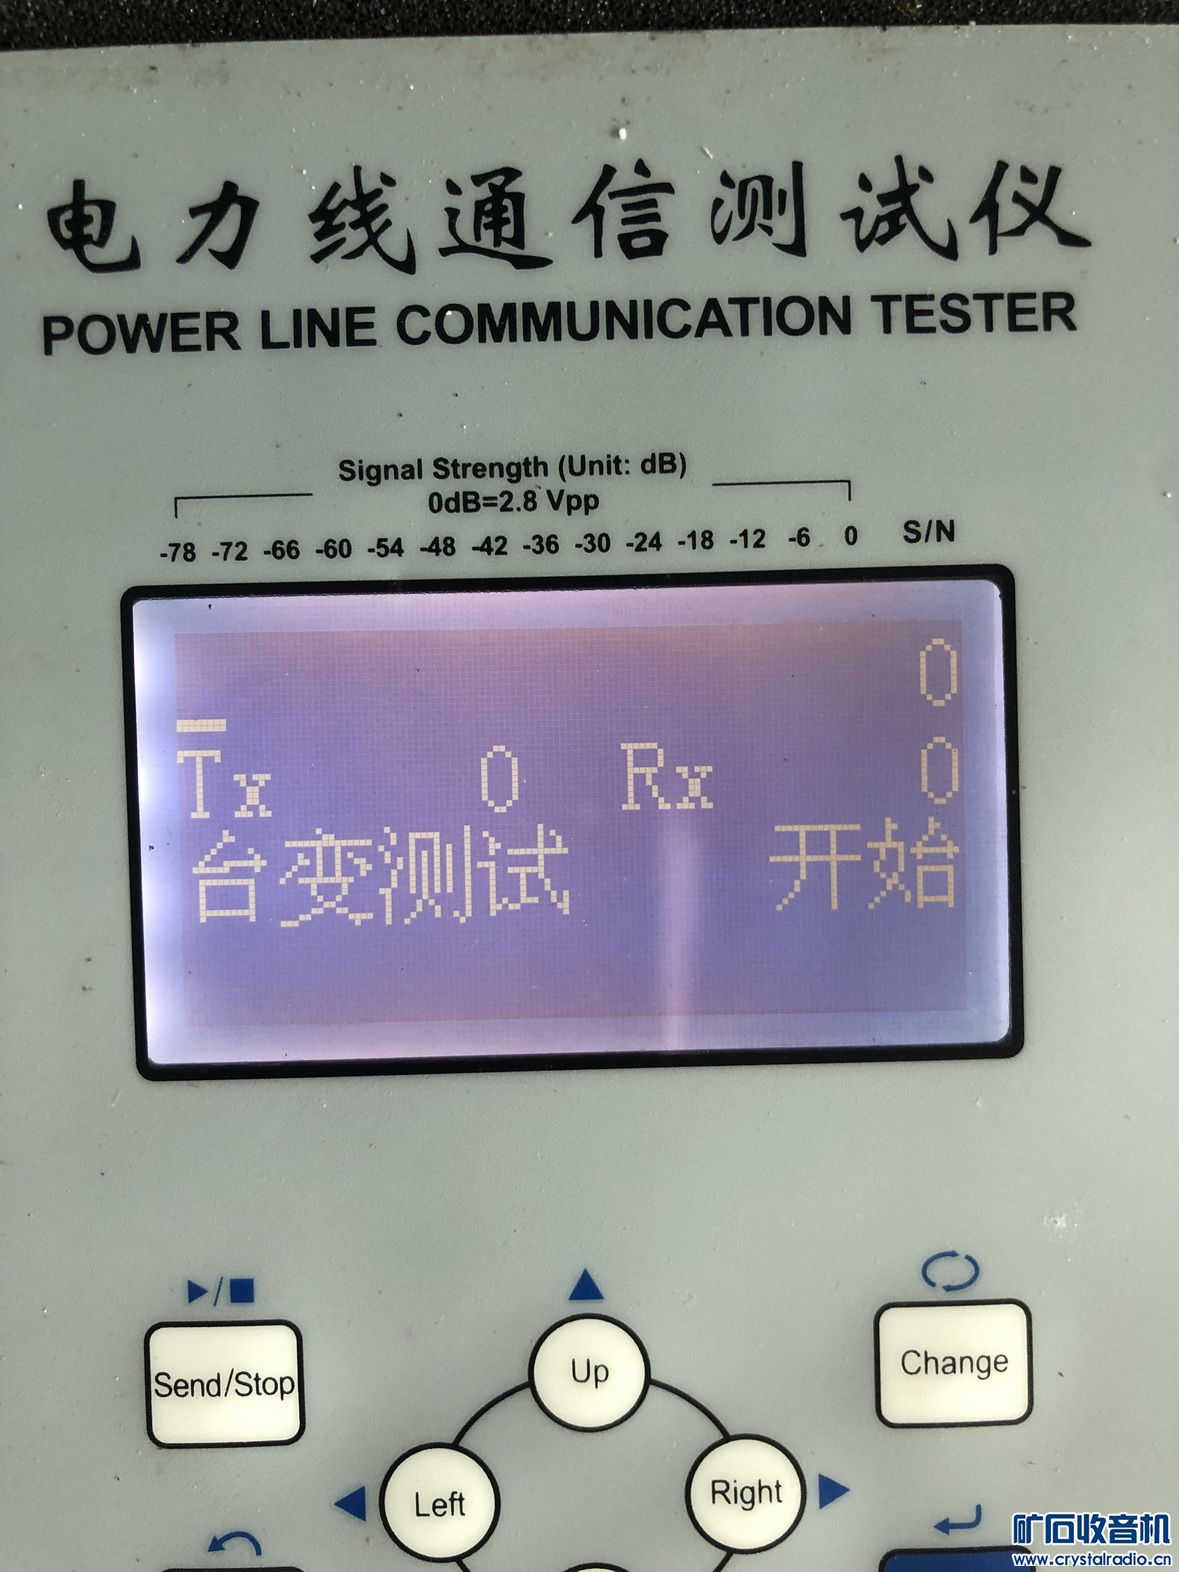 电力线通信测试仪
POWER LINE COMMUNICATION TESTER
Signal Strength (Unit: dB)
0dB=2.8 Vpp
-78 -72 -66 -60 -54 -48 -42 -36 -30 -24 -18 -12 -6 0 S/N
0
Tx 0 Rx 0
台变测试 开始
Send/Stop
Up
Change
Left
Right
矿石收音机
www.crystalradio.cn